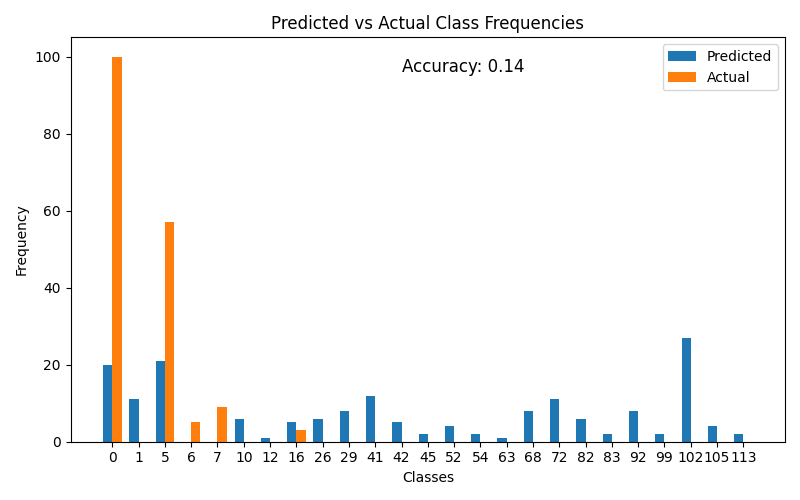 Predicted vs Actual Class Frequencies
Accuracy: 0.14
Predicted
Actual
100
80
60
40
20
0
Frequency
0 1 5 6 7 10 12 16 26 29 41 42 45 52 54 63 68 72 82 83 92 99 102 105 113
Classes